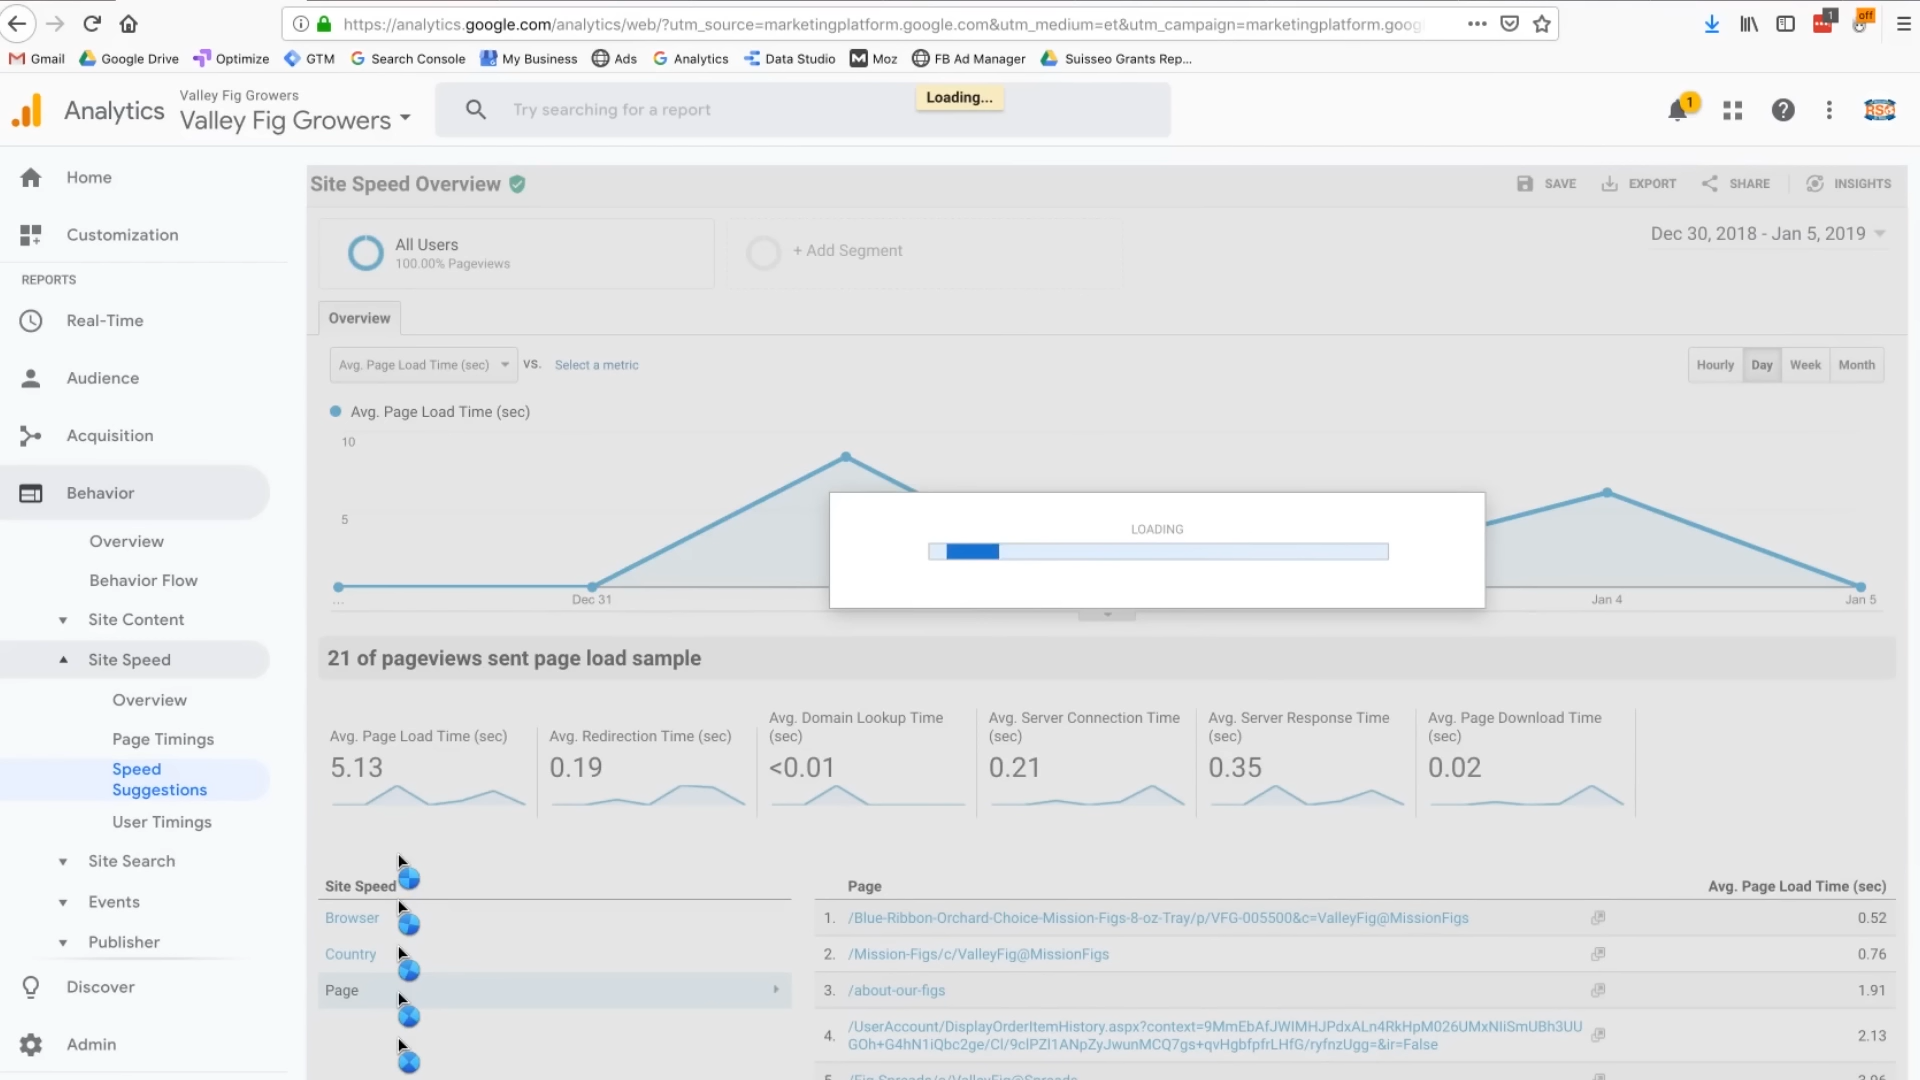 https://analytics.google.com/analytics/web/?utm_source=marketingplatform.google.com&utm_medium=et&utm_campaign=marketingplatform.goog
1
off
Gmail
Google Drive
Optimize
GTM
Search Console
My Business
Ads
Analytics
Data Studio
Moz
FB Ad Manager
Suisseo Grants Rep...
Analytics
Valley Fig Growers
Valley Fig Growers
Try searching for a report
Loading...
1
Home
Customization
REPORTS
Real-Time
Audience
Acquisition
Behavior
Overview
Behavior Flow
Site Content
Site Speed
Overview
Page Timings
Speed
Suggestions
User Timings
Site Search
Events
Publisher
Discover
Admin
Site Speed Overview
SAVE
EXPORT
SHARE
INSIGHTS
All Users
100.00% Pageviews
+ Add Segment
Dec 30, 2018 - Jan 5, 2019
Overview
Avg. Page Load Time (sec)
VS.
Select a metric
Hourly
Day
Week
Month
Avg. Page Load Time (sec)
10
5
LOADING
...
Dec 31
Jan 4
Jan 5
21 of pageviews sent page load sample
Avg. Page Load Time (sec)
5.13
Avg. Redirection Time (sec)
0.19
Avg. Domain Lookup Time
(sec)
<0.01
Avg. Server Connection Time
(sec)
0.21
Avg. Server Response Time
(sec)
0.35
Avg. Page Download Time
(sec)
0.02
Site Speed
Browser
Country
Page
Page
Avg. Page Load Time (sec)
1. /Blue-Ribbon-Orchard-Choice-Mission-Figs-8-oz-Tray/p/VFG-005500&c=ValleyFig@MissionFigs 0.52
2. /Mission-Figs/c/ValleyFig@MissionFigs 0.76
3. /about-our-figs 1.91
4. /UserAccount/DisplayOrderItemHistory.aspx?context=9MmEbAfJWIMHJPdxALn4RkHpM026UMxNIiSmUBh3UU
GOh+G4hN1iQbc2ge/Cl/9clPZI1ANpZyJwunMCQ7gs+qvHgbfpfrLHfG/ryfnzUgg=&ir=False 2.13